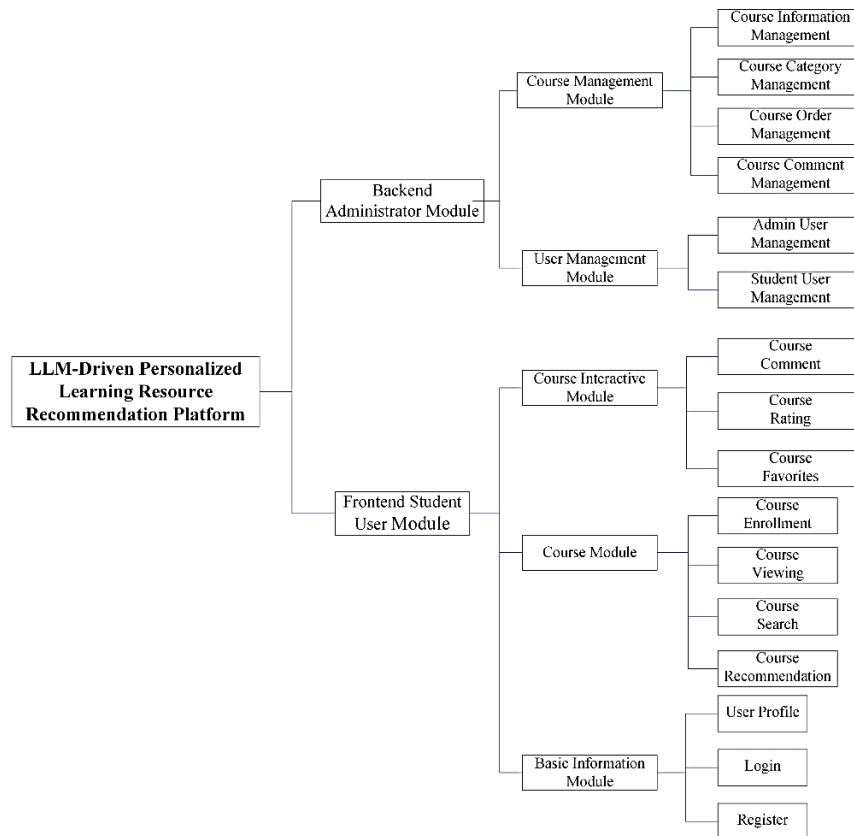 LLM-Driven Personalized
Learning Resource
Recommendation Platform
Backend
Administrator Module
Course Management
Module
Course Information
Management
Course Category
Management
Course Order
Management
Course Comment
Management
User Management
Module
Admin User
Management
Student User
Management
Frontend Student
User Module
Course Interactive
Module
Course
Comment
Course
Rating
Course
Favorites
Course Module
Course
Enrollment
Course
Viewing
Course
Search
Course
Recommendation
Basic Information
Module
User Profile
Login
Register